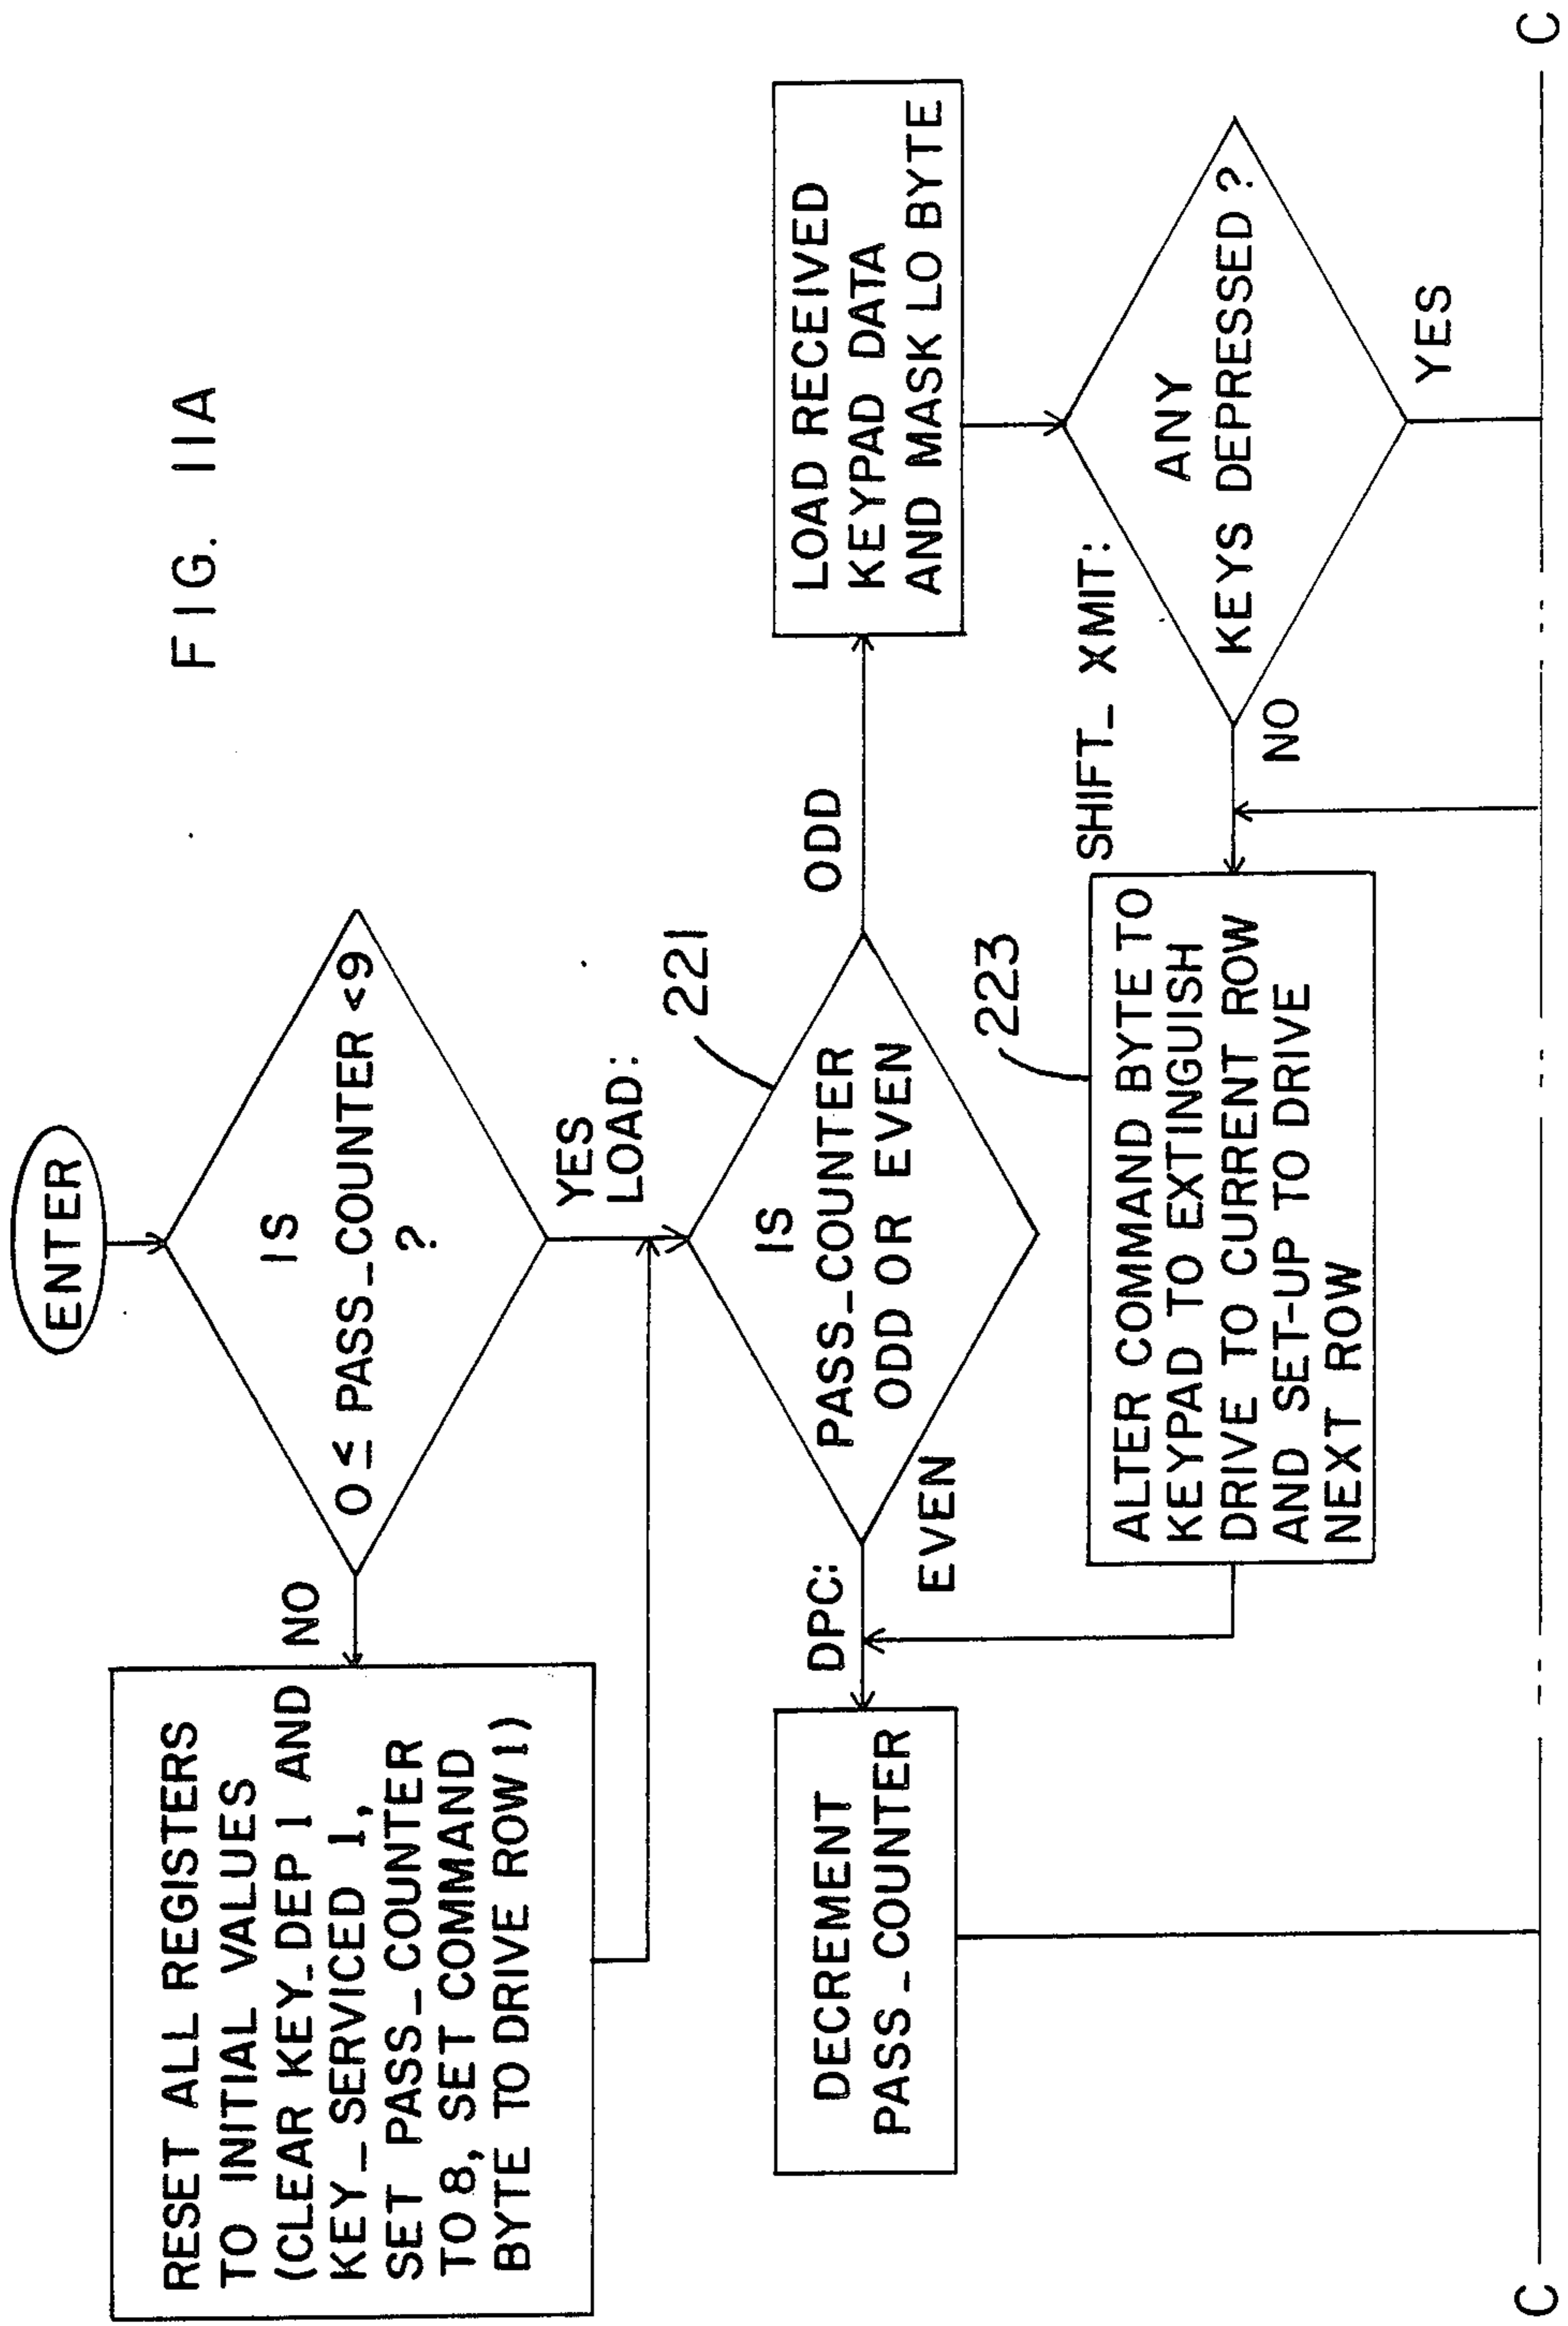 FIG. 11A
ENTER
IS
0 ≤ PASS_COUNTER <9
?
NO
RESET ALL REGISTERS
TO INITIAL VALUES
(CLEAR KEY_DEP 1 AND
KEY_SERVICED 1,
SET PASS_COUNTER
TO 8, SET COMMAND
BYTE TO DRIVE ROW 1)
YES
LOAD:
221
IS
PASS_COUNTER
ODD OR EVEN
ODD
LOAD RECEIVED
KEYPAD DATA
AND MASK LO BYTE
DPC:
EVEN
DECREMENT
PASS_COUNTER
SHIFT_ XMIT:
ANY
KEYS DEPRESSED ?
NO
YES
223
ALTER COMMAND BYTE TO
KEYPAD TO EXTINGUISH
DRIVE TO CURRENT ROW
AND SET-UP TO DRIVE
NEXT ROW
C
C